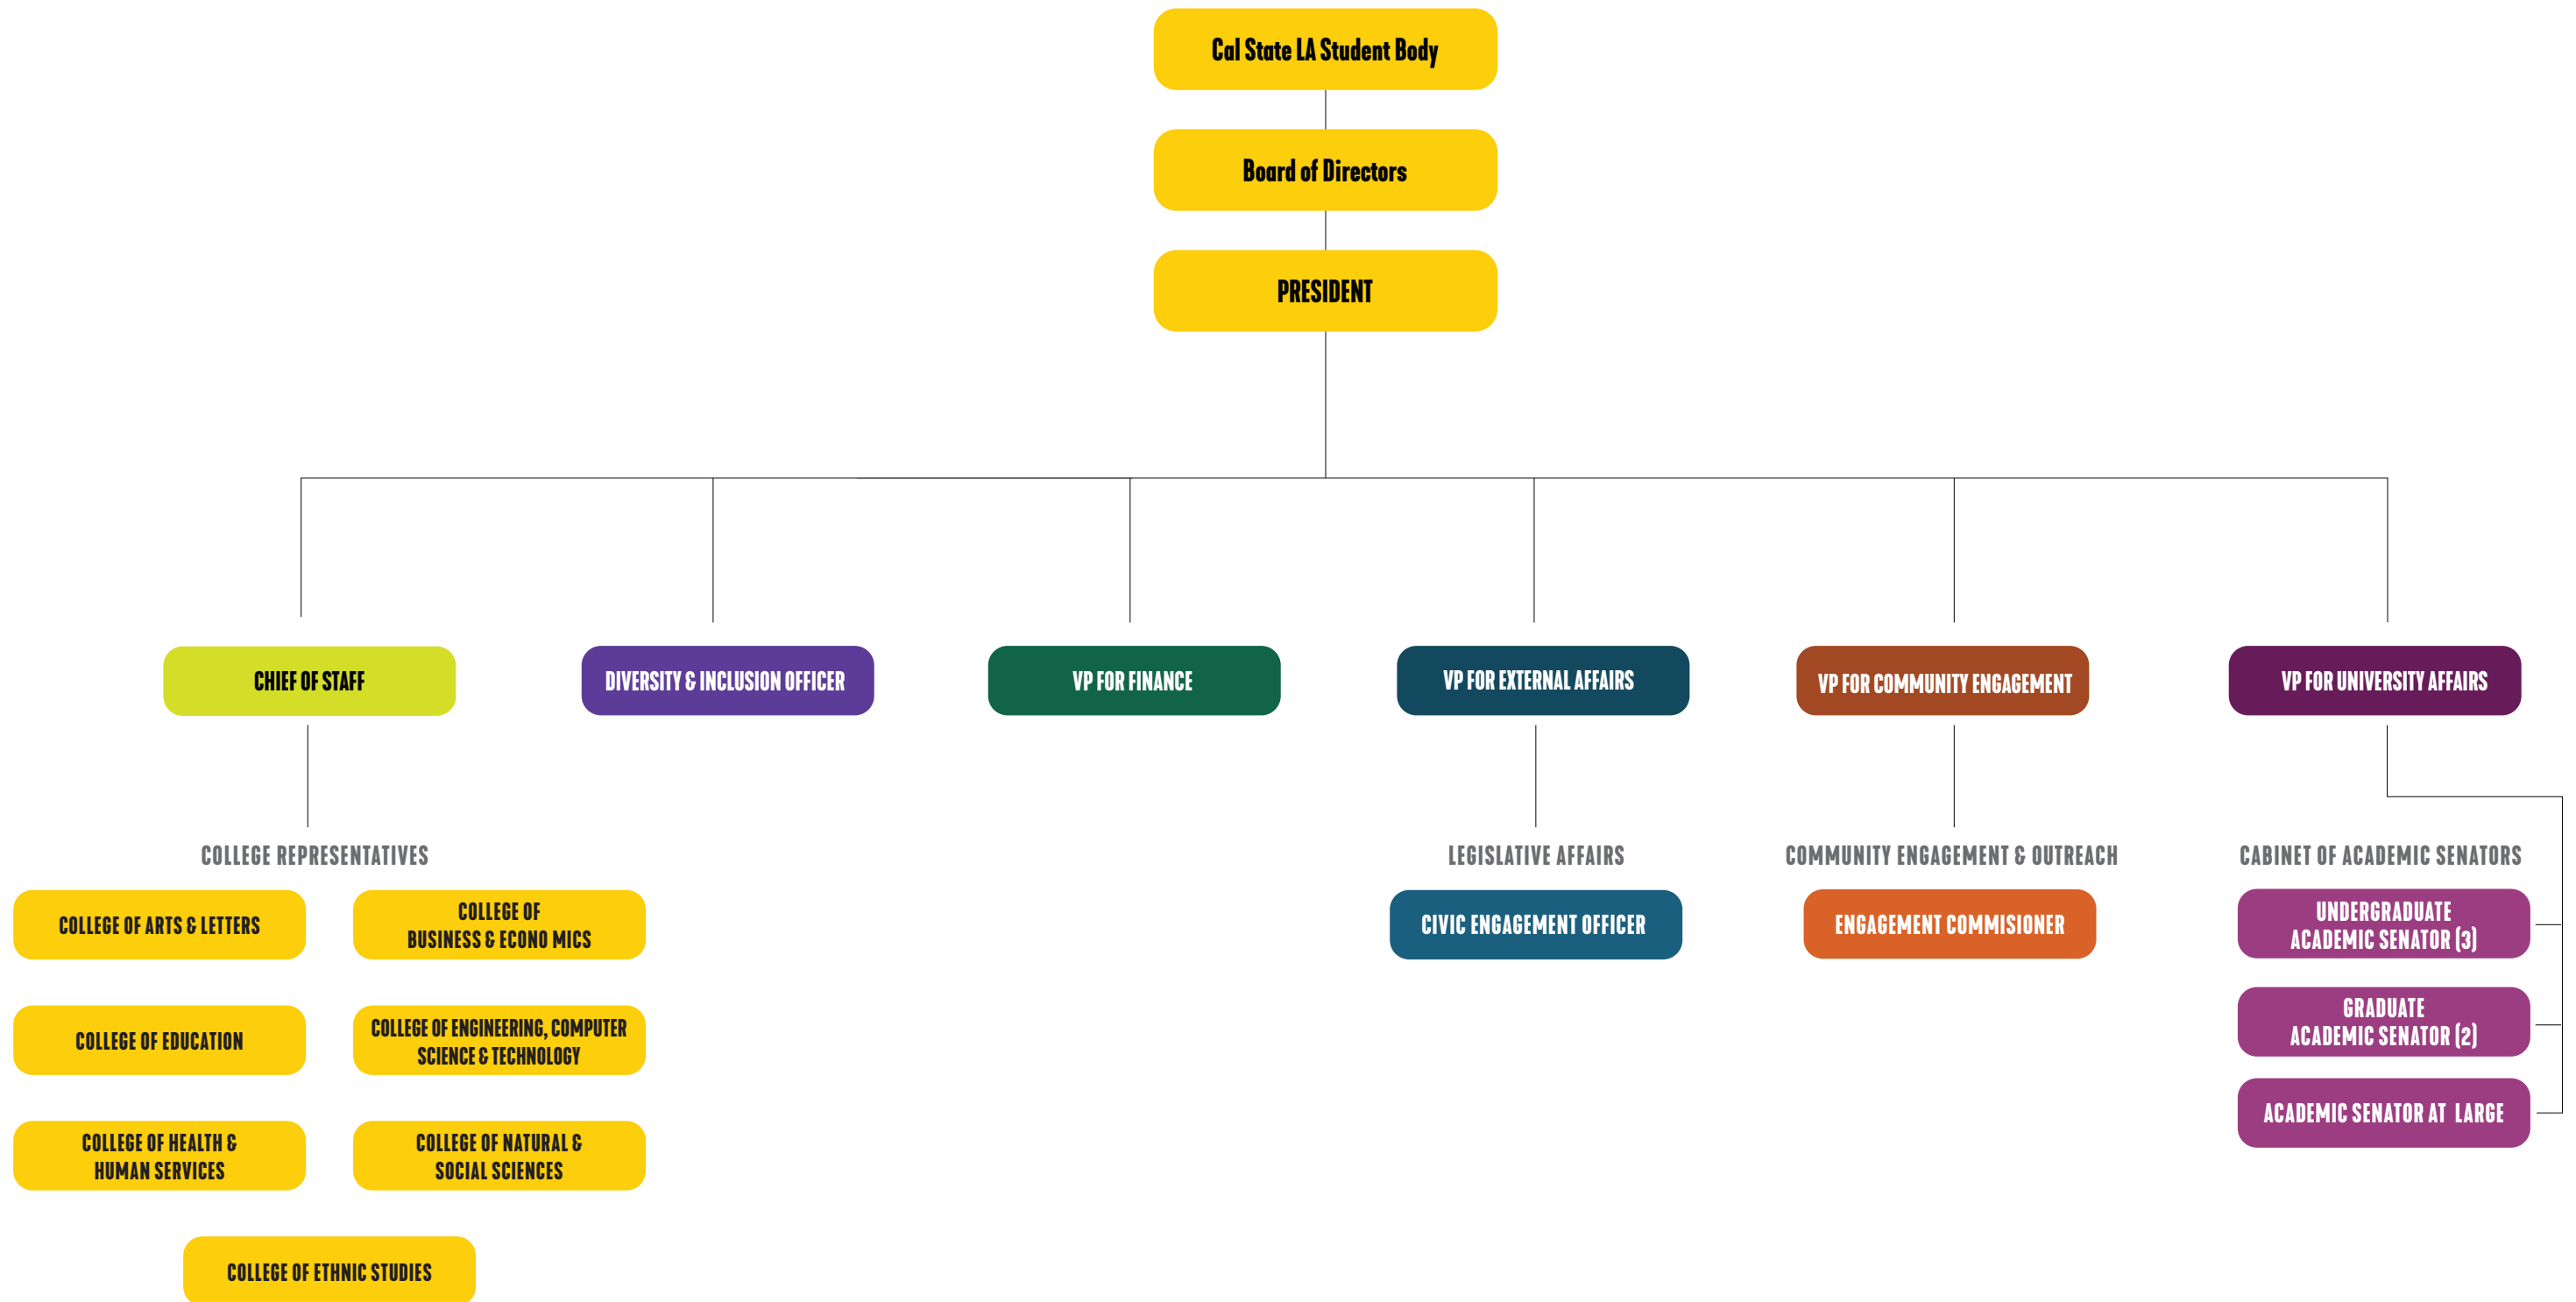 Cal State LA Student Body
Board of Directors
PRESIDENT
CHIEF OF STAFF
DIVERSITY & INCLUSION OFFICER
VP FOR FINANCE
VP FOR EXTERNAL AFFAIRS
VP FOR COMMUNITY ENGAGEMENT
VP FOR UNIVERSITY AFFAIRS
COLLEGE REPRESENTATIVES
COLLEGE OF ARTS & LETTERS
COLLEGE OF
BUSINESS & ECONO MICS
COLLEGE OF EDUCATION
COLLEGE OF ENGINEERING, COMPUTER
SCIENCE & TECHNOLOGY
COLLEGE OF HEALTH &
HUMAN SERVICES
COLLEGE OF NATURAL &
SOCIAL SCIENCES
COLLEGE OF ETHNIC STUDIES
LEGISLATIVE AFFAIRS
CIVIC ENGAGEMENT OFFICER
COMMUNITY ENGAGEMENT & OUTREACH
ENGAGEMENT COMMISIONER
CABINET OF ACADEMIC SENATORS
UNDERGRADUATE
ACADEMIC SENATOR (3)
GRADUATE
ACADEMIC SENATOR (2)
ACADEMIC SENATOR AT LARGE